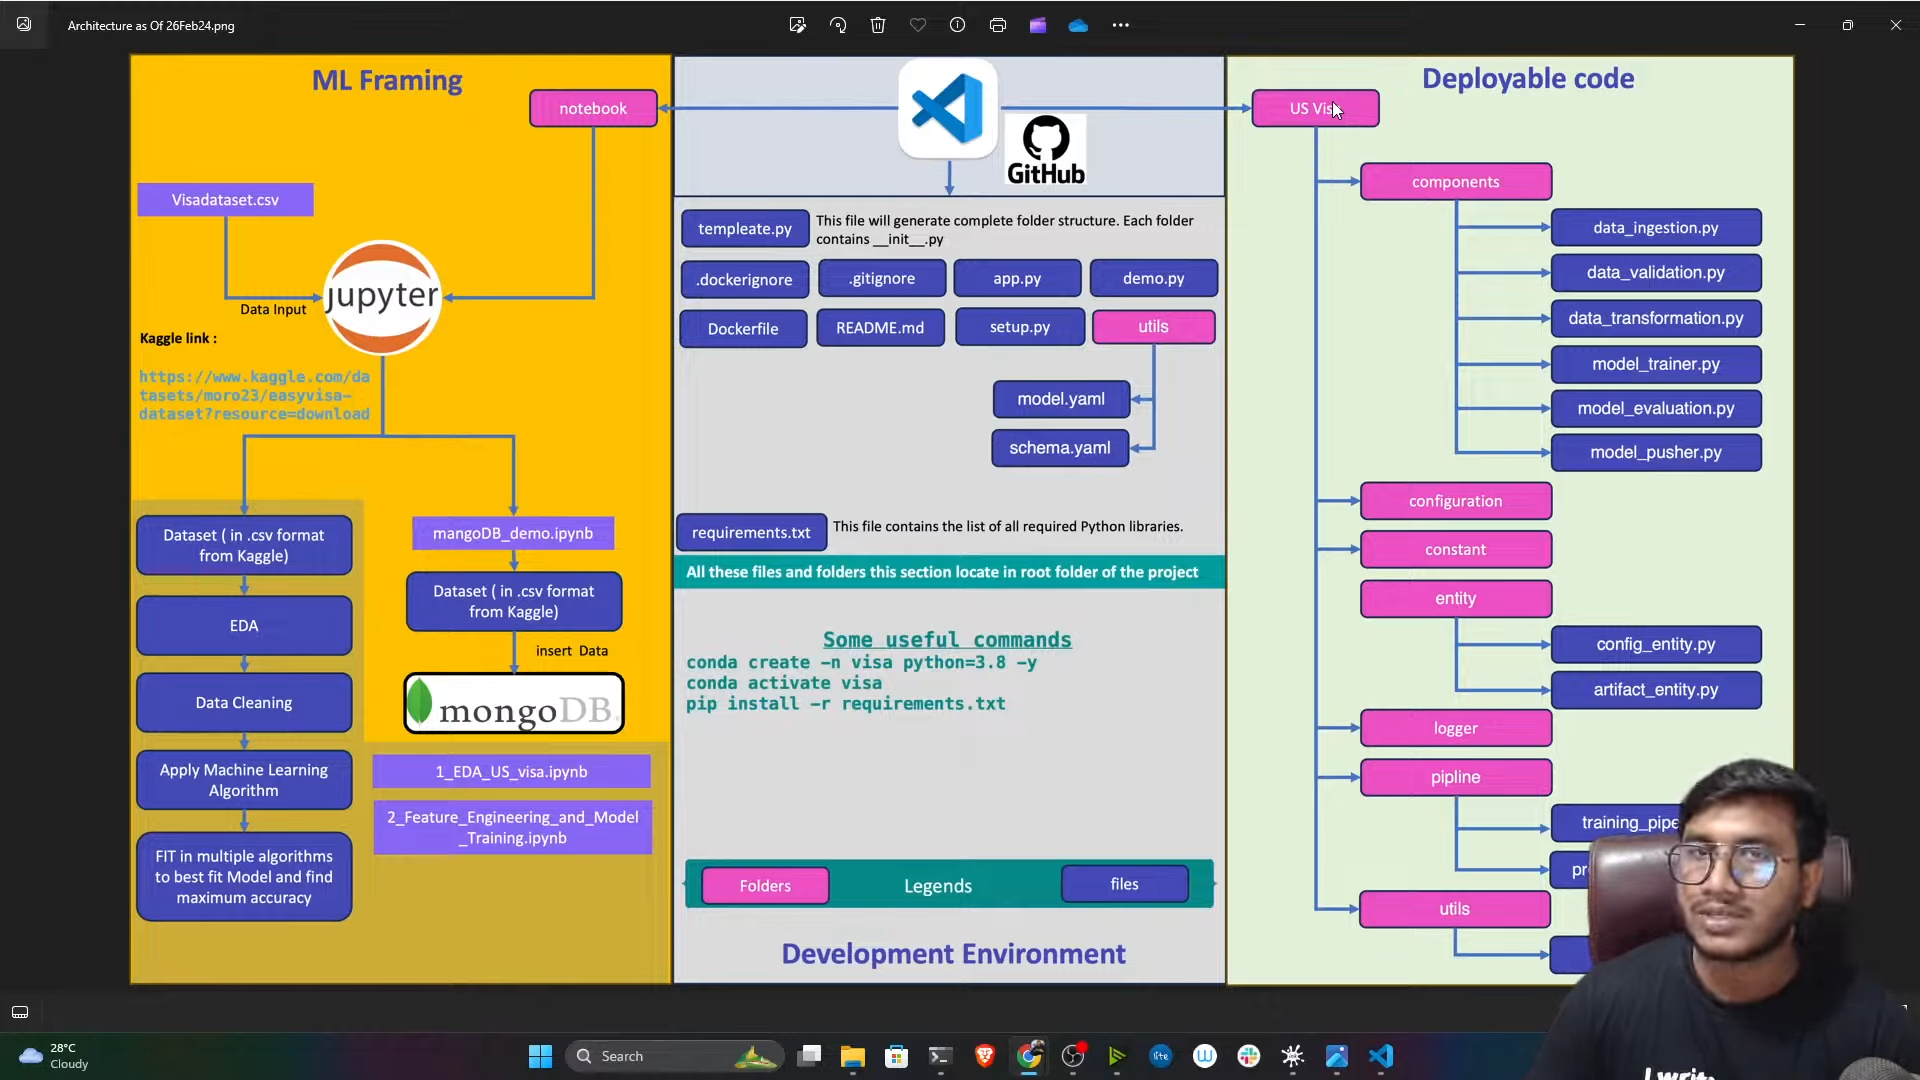 Architecture as Of 26Feb24.png
ML Framing
notebook
Visadataset.csv
jupyter
Data Input
Kaggle link :
https://www.kaggle.com/da
tasets/moro23/easyvisa-
dataset?resource=download
Dataset ( in .csv format
from Kaggle)
EDA
Data Cleaning
Apply Machine Learning
Algorithm
FIT in multiple algorithms
to best fit Model and find
maximum accuracy
mangoDB_demo.ipynb
Dataset ( in .csv format
from Kaggle)
insert Data
mongoDB
1_EDA_US_visa.ipynb
2_Feature_Engineering_and_Model
_Training.ipynb
GitHub
templeate.py
This file will generate complete folder structure. Each folder
contains __init__.py
.dockerignore
.gitignore
app.py
demo.py
Dockerfile
README.md
setup.py
utils
model.yaml
schema.yaml
requirements.txt
This file contains the list of all required Python libraries.
All these files and folders this section locate in root folder of the project
Some useful commands
conda create -n visa python=3.8 -y
conda activate visa
pip install -r requirements.txt
Folders
Legends
files
Development Environment
Deployable code
US
components
data_ingestion.py
data_validation.py
data_transformation.py
model_trainer.py
model_evaluation.py
model_pusher.py
configuration
constant
entity
config_entity.py
artifact_entity.py
logger
pipline
utils
28°C
Cloudy
Search
lite
I write